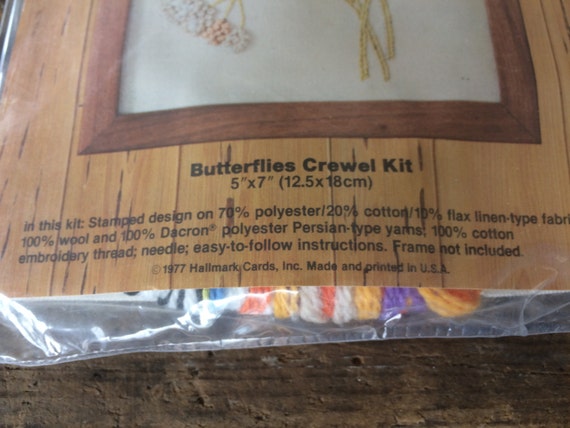 Butterflies Crewel Kit
5"x7" (12.5x18cm)
in this kit: Stamped design on 70% polyester/20% cotton/10% flax linen-type fabri
100% wool and 100% Dacron® polyester Persian-type yarns; 100% cotton
embroidery thread; needle; easy-to-follow instructions. Frame not included.
© 1977 Hallmark Cards, Inc. Made and printed in U.S.A.